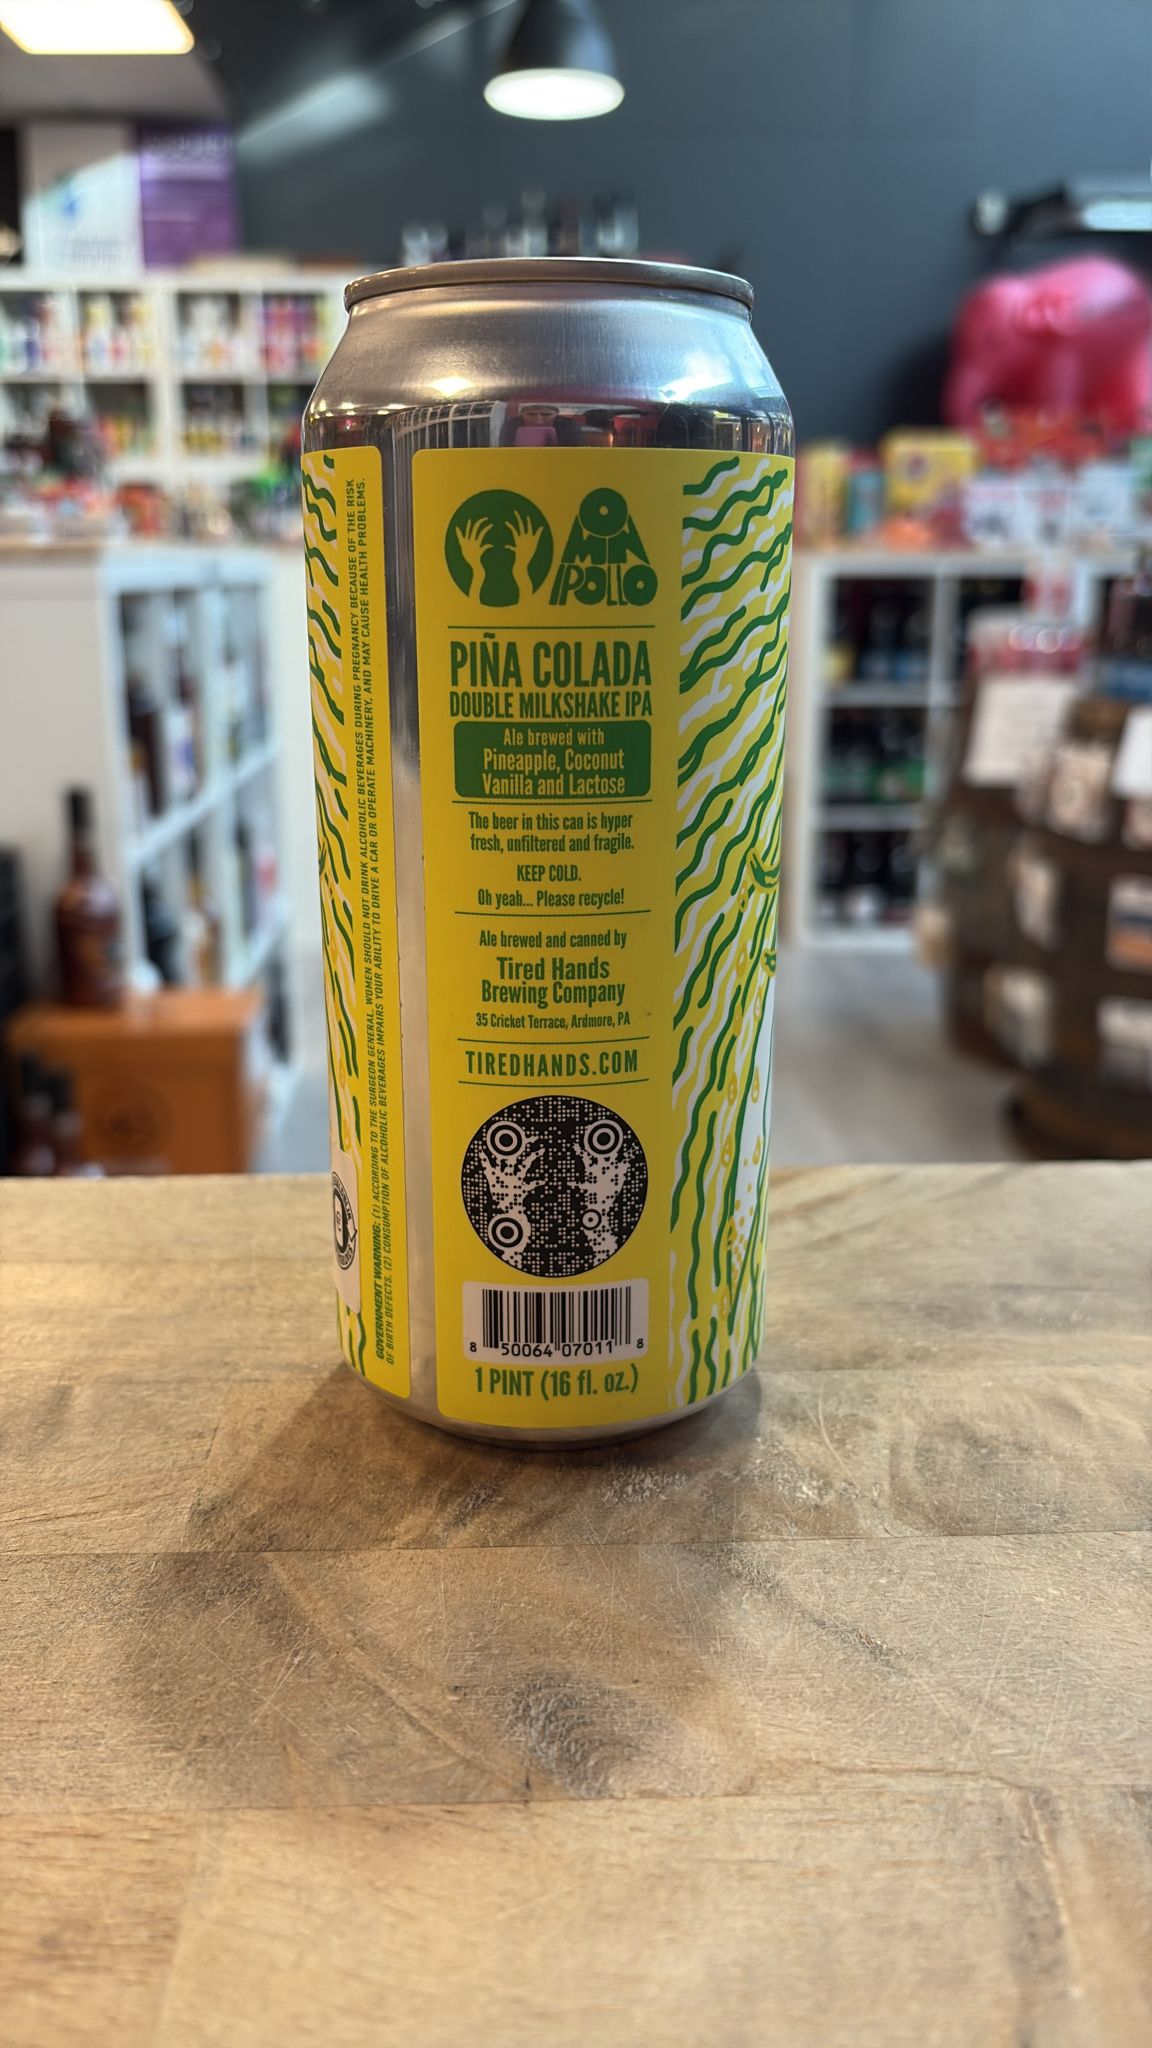 OMNIPOLLO
PIÑA COLADA
DOUBLE MILKSHAKE IPA
Ale brewed with
Pineapple, Coconut
Vanilla and Lactose
The beer in this can is hyper
fresh, unfiltered and fragile.
KEEP COLD.
Oh yeah... Please recycle!
Ale brewed and canned by
Tired Hands
Brewing Company
35 Cricket Terrace, Ardmore, PA
TIREDHANDS.COM
8 50064 07011 8
1 PINT (16 fl. oz.)
GOVERNMENT WARNING: (1) ACCORDING TO THE SURGEON GENERAL, WOMEN SHOULD NOT DRINK ALCOHOLIC BEVERAGES DURING PREGNANCY BECAUSE OF THE RISK
OF BIRTH DEFECTS. (2) CONSUMPTION OF ALCOHOLIC BEVERAGES IMPAIRS YOUR ABILITY TO DRIVE A CAR OR OPERATE MACHINERY, AND MAY CAUSE HEALTH PROBLEMS.